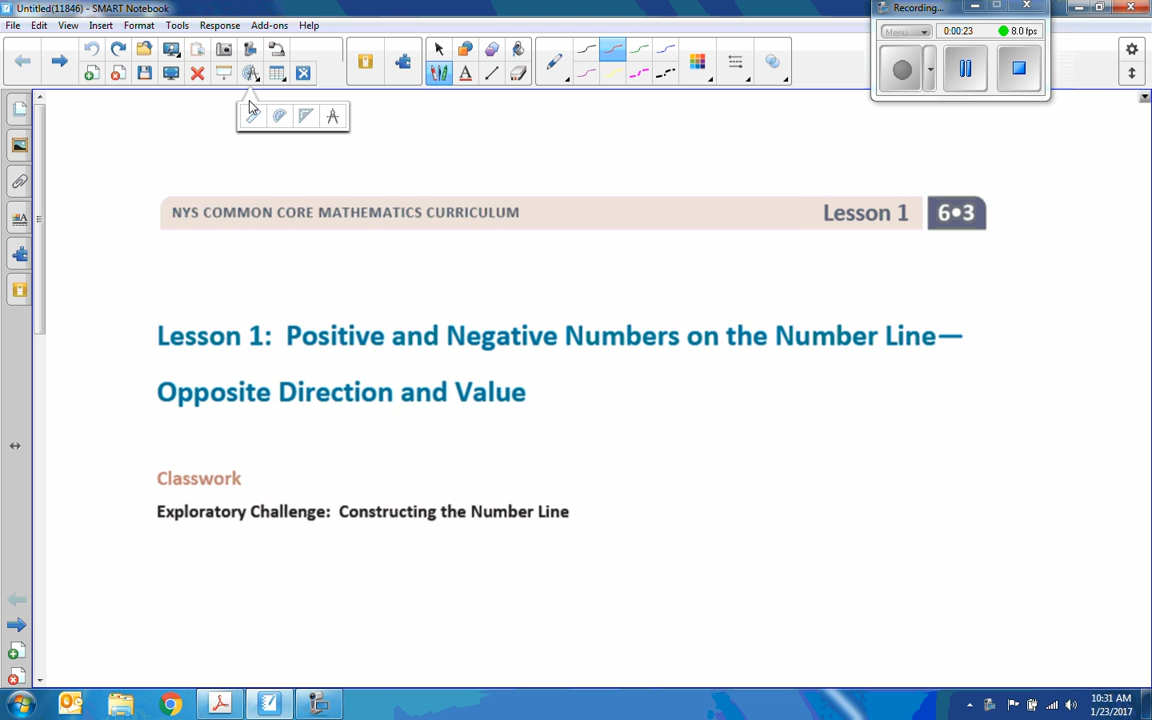 Untitled(11846) - SMART Notebook
Recording...
File Edit View Insert Format Tools Response Add-ons Help
Menu 0:00:23 8.0 fps
NYS COMMON CORE MATHEMATICS CURRICULUM Lesson 1 6•3
Lesson 1: Positive and Negative Numbers on the Number Line—
Opposite Direction and Value
Classwork
Exploratory Challenge: Constructing the Number Line
10:31 AM
1/23/2017